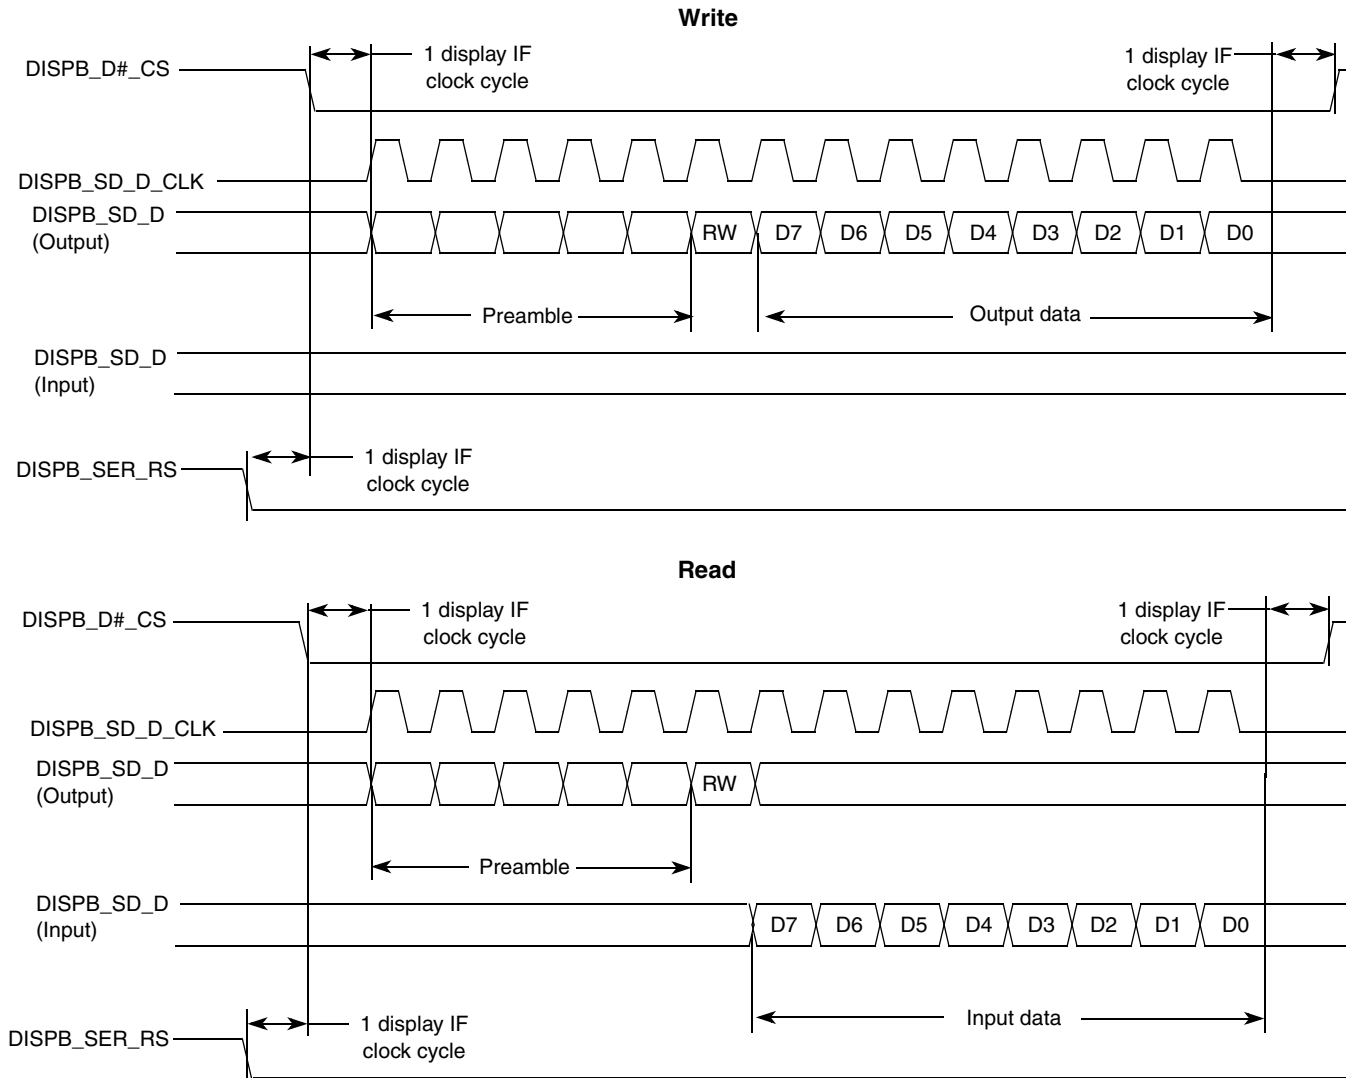 Write
DISPB_D#_CS
1 display IF
clock cycle
1 display IF
clock cycle
DISPB_SD_D_CLK
DISPB_SD_D
(Output)
RW D7 D6 D5 D4 D3 D2 D1 D0
Preamble
Output data
DISPB_SD_D
(Input)
DISPB_SER_RS
1 display IF
clock cycle
Read
DISPB_D#_CS
1 display IF
clock cycle
1 display IF
clock cycle
DISPB_SD_D_CLK
DISPB_SD_D
(Output)
RW
Preamble
DISPB_SD_D
(Input)
D7 D6 D5 D4 D3 D2 D1 D0
Input data
DISPB_SER_RS
1 display IF
clock cycle